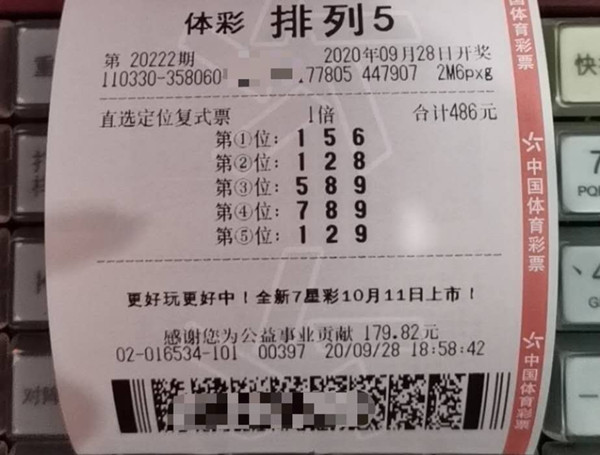 体彩 排列5
第 20222期 2020年09月28日开奖
110330-358060 .77805 447907 2M6pxg
直选定位复式票 1倍 合计486元
第①位: 1 5 6
第②位: 1 2 8
第③位: 5 8 9
第④位: 7 8 9
第⑤位: 1 2 9
更好玩更好中！全新7星彩10月11日上市！
感谢您为公益事业贡献 179.82元
02-016534-101 00397 20/09/28 18:58:42
中国体育彩票
中国体育彩票
中国体育彩票
快
7
PQ
4
G
对阵